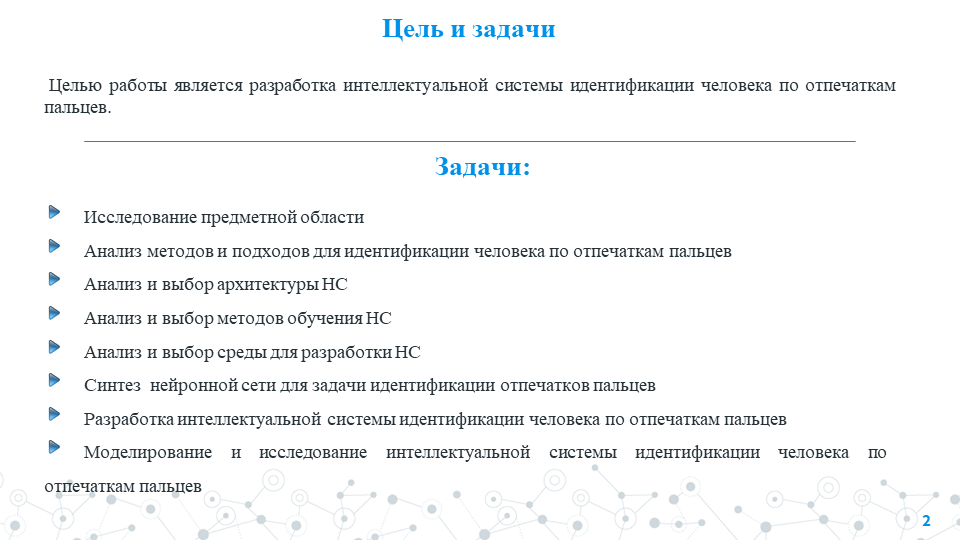 Цель и задачи
Целью работы является разработка интеллектуальной системы идентификации человека по отпечаткам
пальцев.
Задачи:
Исследование предметной области
Анализ методов и подходов для идентификации человека по отпечаткам пальцев
Анализ и выбор архитектуры НС
Анализ и выбор методов обучения НС
Анализ и выбор среды для разработки НС
Синтез нейронной сети для задачи идентификации отпечатков пальцев
Разработка интеллектуальной системы идентификации человека по отпечаткам пальцев
Моделирование и исследование интеллектуальной системы идентификации человека по
отпечаткам пальцев
2